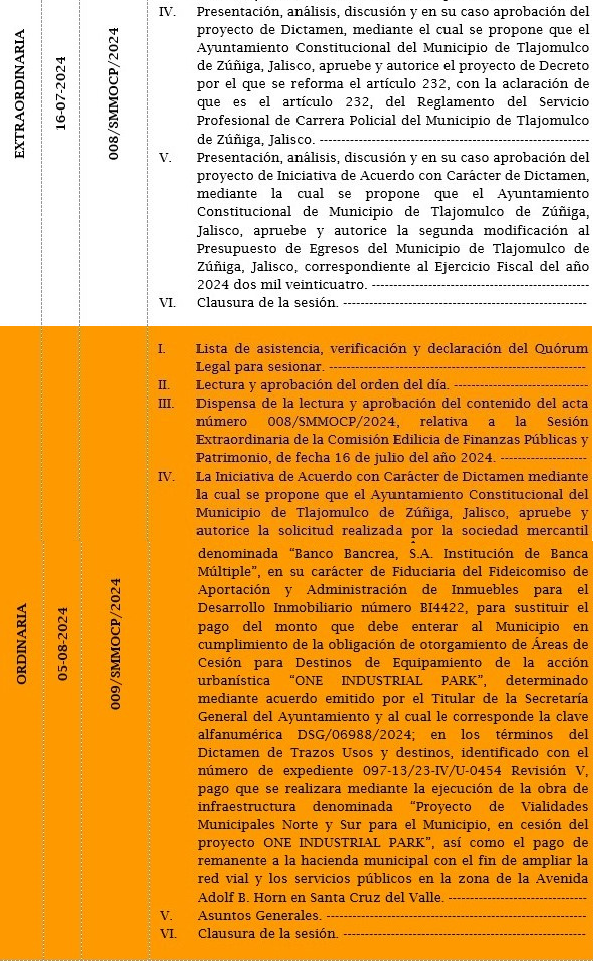 EXTRAORDINARIA
16-07-2024
008/SMMOCP/2024
IV. Presentación, análisis, discusión y en su caso aprobación del
proyecto de Dictamen, mediante el cual se propone que el
Ayuntamiento Constitucional del Municipio de Tlajomulco
de Zúñiga, Jalisco, apruebe y autorice el proyecto de Decreto
por el que se reforma el artículo 232, con la aclaración de
que es el artículo 232, del Reglamento del Servicio
Profesional de Carrera Policial del Municipio de Tlajomulco
de Zúñiga, Jalisco. ----------------------------------------------------------
V. Presentación, análisis, discusión y en su caso aprobación del
proyecto de Iniciativa de Acuerdo con Carácter de Dictamen,
mediante la cual se propone que el Ayuntamiento
Constitucional de Municipio de Tlajomulco de Zúñiga,
Jalisco, apruebe y autorice la segunda modificación al
Presupuesto de Egresos del Municipio de Tlajomulco de
Zúñiga, Jalisco, correspondiente al Ejercicio Fiscal del año
2024 dos mil veinticuatro. -----------------------------------------------
VI. Clausura de la sesión. -----------------------------------------------------
ORDINARIA
05-08-2024
009/SMMOCP/2024
I. Lista de asistencia, verificación y declaración del Quórum
Legal para sesionar. -------------------------------------------------------
II. Lectura y aprobación del orden del día. -----------------------------
III. Dispensa de la lectura y aprobación del contenido del acta
número 008/SMMOCP/2024, relativa a la Sesión
Extraordinaria de la Comisión Edilicia de Finanzas Públicas y
Patrimonio, de fecha 16 de julio del año 2024. -------------------
IV. La Iniciativa de Acuerdo con Carácter de Dictamen mediante
la cual se propone que el Ayuntamiento Constitucional del
Municipio de Tlajomulco de Zúñiga, Jalisco, apruebe y
autorice la solicitud realizada por la sociedad mercantil
denominada “Banco Bancrea, S.A. Institución de Banca
Múltiple”, en su carácter de Fiduciaria del Fideicomiso de
Aportación y Administración de Inmuebles para el
Desarrollo Inmobiliario número BI4422, para sustituir el
pago del monto que debe enterar al Municipio en
cumplimiento de la obligación de otorgamiento de Áreas de
Cesión para Destinos de Equipamiento de la acción
urbanística “ONE INDUSTRIAL PARK”, determinado
mediante acuerdo emitido por el Titular de la Secretaría
General del Ayuntamiento y al cual le corresponde la clave
alfanumérica DSG/06988/2024; en los términos del
Dictamen de Trazos Usos y destinos, identificado con el
número de expediente 097-13/23-IV/U-0454 Revisión V,
pago que se realizara mediante la ejecución de la obra de
infraestructura denominada “Proyecto de Vialidades
Municipales Norte y Sur para el Municipio, en cesión del
proyecto ONE INDUSTRIAL PARK”, así como el pago de
remanente a la hacienda municipal con el fin de ampliar la
red vial y los servicios públicos en la zona de la Avenida
Adolf B. Horn en Santa Cruz del Valle. ------------------------------
V. Asuntos Generales. --------------------------------------------------------
VI. Clausura de la sesión. ----------------------------------------------------